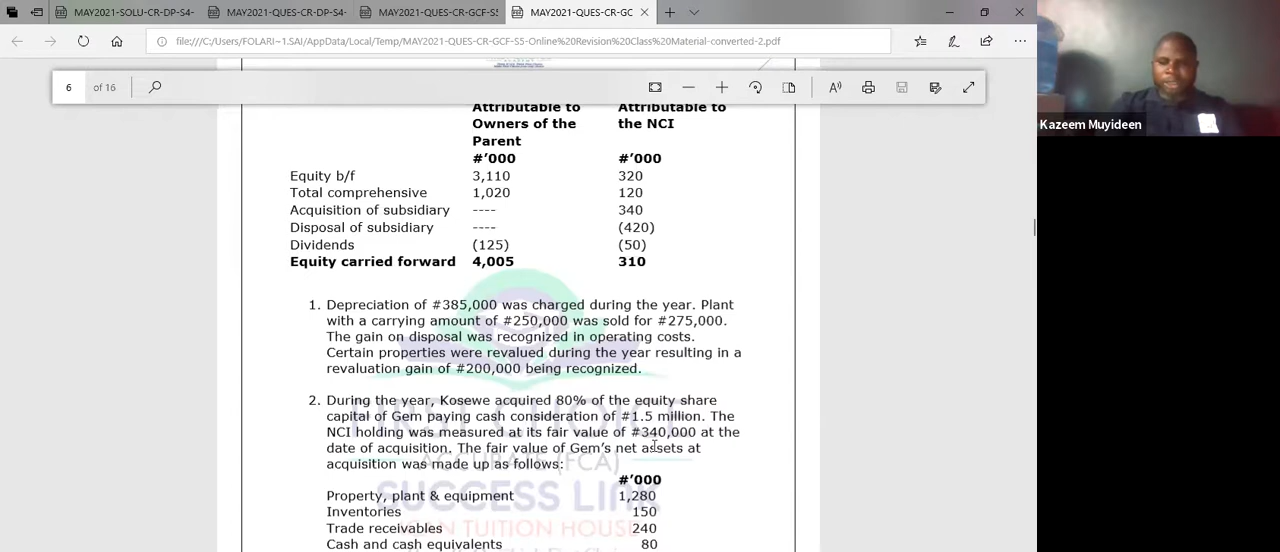 MAY2021-SOLU-CR-DP-S4-
MAY2021-QUES-CR-DP-S4-
MAY2021-QUES-CR-GCF-S5
MAY2021-QUES-CR-GC
file:///C:/Users/FOLARI~1.SAI/AppData/Local/Temp/MAY2021-QUES-CR-GCF-S5-Online%20Revision%20Class%20Material-converted-2.pdf
6 of 16
Kazeem Muyideen
Attributable to Attributable to
Owners of the the NCI
Parent
#'000 #'000
Equity b/f 3,110 320
Total comprehensive 1,020 120
Acquisition of subsidiary ---- 340
Disposal of subsidiary ---- (420)
Dividends (125) (50)
Equity carried forward 4,005 310
1. Depreciation of #385,000 was charged during the year. Plant
with a carrying amount of #250,000 was sold for #275,000.
The gain on disposal was recognized in operating costs.
Certain properties were revalued during the year resulting in a
revaluation gain of #200,000 being recognized.
2. During the year, Kosewe acquired 80% of the equity share
capital of Gem paying cash consideration of #1.5 million. The
NCI holding was measured at its fair value of #340,000 at the
date of acquisition. The fair value of Gem's net assets at
acquisition was made up as follows:
#'000
Property, plant & equipment 1,280
Inventories 150
Trade receivables 240
Cash and cash equivalents 80
FIRST CHOICE
ACCURATE (FCA)
SUCCESS LINK
TUITION HOUSE